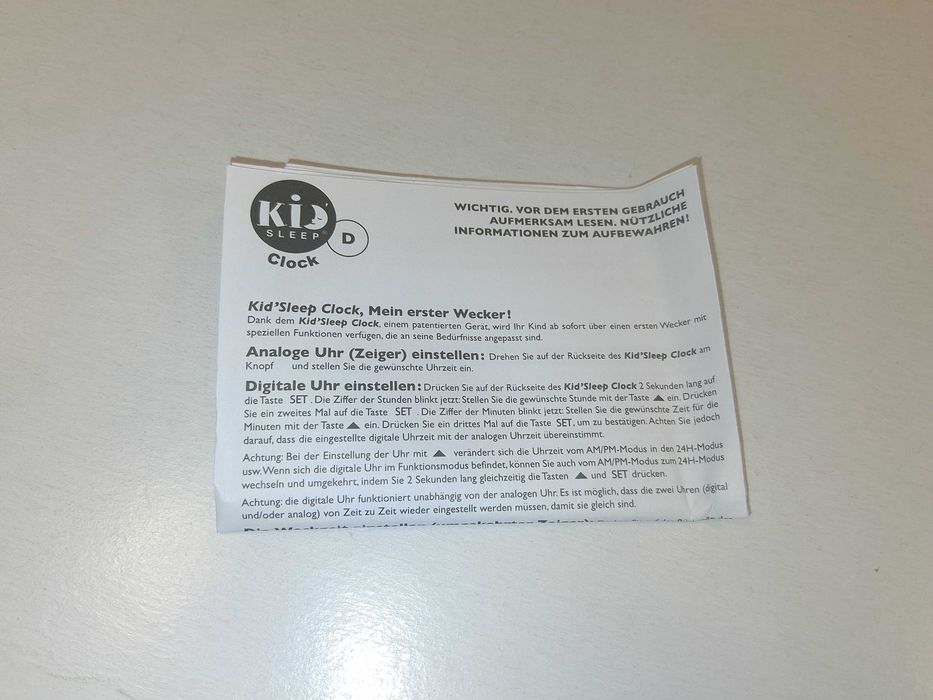 KiD
SLEEP®
Clock
D
WICHTIG. VOR DEM ERSTEN GEBRAUCH
AUFMERKSAM LESEN. NÜTZLICHE
INFORMATIONEN ZUM AUFBEWAHREN!
Kid'Sleep Clock, Mein erster Wecker!
Dank dem Kid'Sleep Clock, einem patentierten Gerät, wird Ihr Kind ab sofort über einen ersten Wecker mit
speziellen Funktionen verfügen, die an seine Bedürfnisse angepasst sind.
Analoge Uhr (Zeiger) einstellen: Drehen Sie auf der Rückseite des Kid'Sleep Clock am
Knopf und stellen Sie die gewünschte Uhrzeit ein.
Digitale Uhr einstellen: Drücken Sie auf der Rückseite des Kid'Sleep Clock 2 Sekunden lang auf
die Taste SET . Die Ziffer der Stunden blinkt jetzt: Stellen Sie die gewünschte Stunde mit der Taste ▲ ein. Drücken
Sie ein zweites Mal auf die Taste SET . Die Ziffer der Minuten blinkt jetzt: Stellen Sie die gewünschte Zeit für die
Minuten mit der Taste ▲ ein. Drücken Sie ein drittes Mal auf die Taste SET, um zu bestätigen. Achten Sie jedoch
darauf, dass die eingestellte digitale Uhrzeit mit der analogen Uhrzeit übereinstimmt.
Achtung: Bei der Einstellung der Uhr mit ▲ verändert sich die Uhrzeit vom AM/PM-Modus in den 24H-Modus
usw. Wenn sich die digitale Uhr im Funktionsmodus befindet, können Sie auch vom AM/PM-Modus zum 24H-Modus
wechseln und umgekehrt, indem Sie 2 Sekunden lang gleichzeitig die Tasten ▲ und SET drücken.
Achtung: die digitale Uhr funktioniert unabhängig von der analogen Uhr. Es ist möglich, dass die zwei Uhren (digital
und/oder analog) von Zeit zu Zeit wieder eingestellt werden müssen, damit sie gleich sind.
Die Weckzeit einstellen